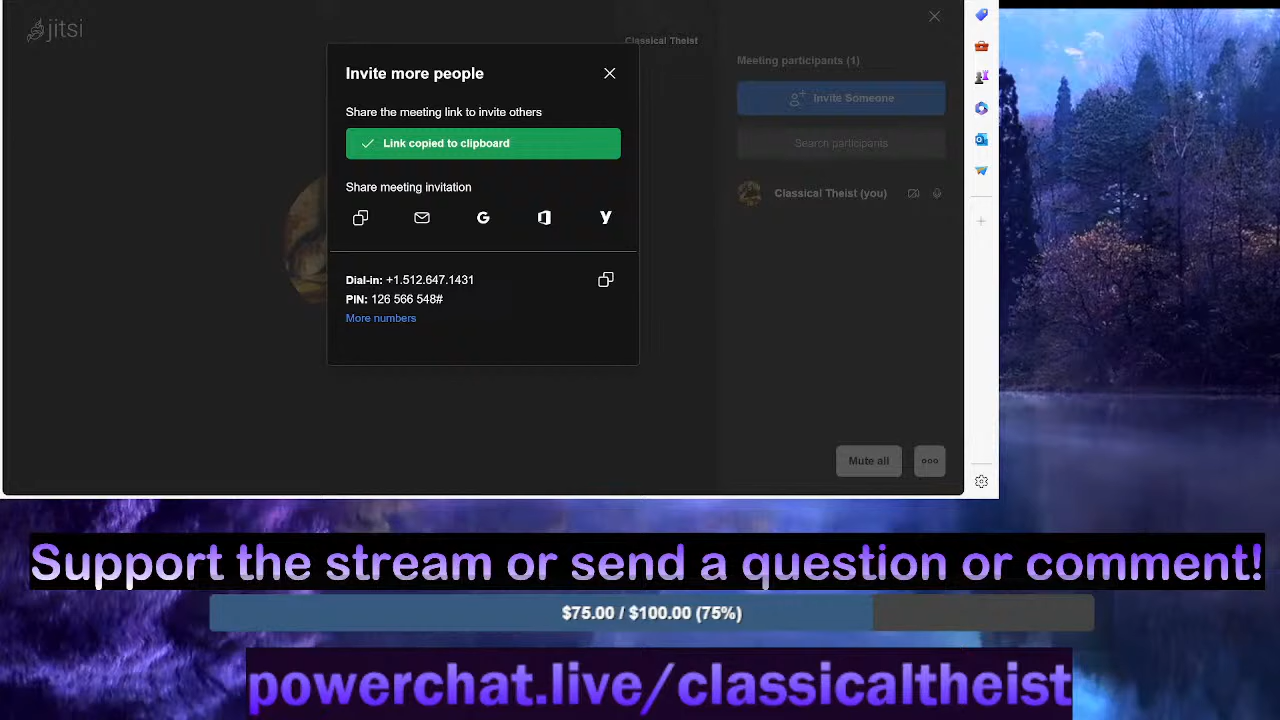 jitsi
Classical Theist
Invite more people
Share the meeting link to invite others
Link copied to clipboard
Share meeting invitation
Dial-in: +1.512.647.1431
PIN: 126 566 548#
More numbers
Meeting participants (1)
Invite Someone
Search participants
Classical Theist (you)
Mute all
Support the stream or send a question or comment!
$75.00 / $100.00 (75%)
powerchat.live/classicaltheist